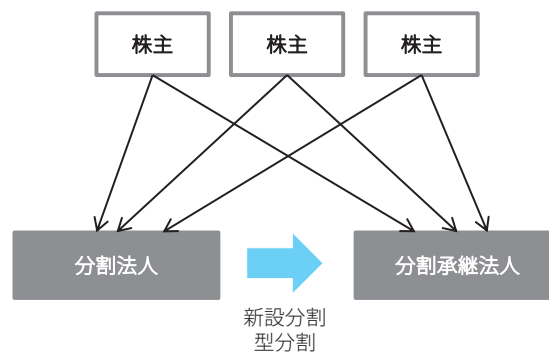 株主
株主
株主
分割法人
分割承継法人
新設分割
型分割